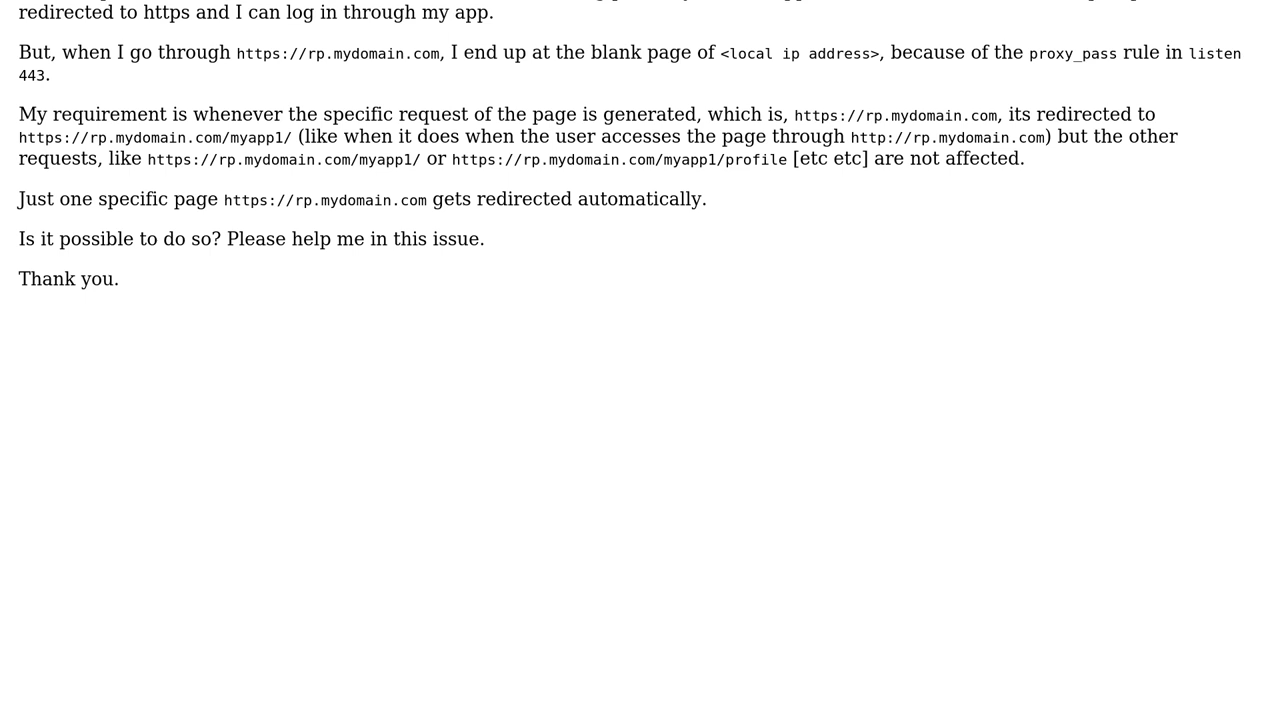 redirected to https and I can log in through my app.
But, when I go through https://rp.mydomain.com, I end up at the blank page of <local ip address>, because of the proxy_pass rule in listen
443.
My requirement is whenever the specific request of the page is generated, which is, https://rp.mydomain.com, its redirected to
https://rp.mydomain.com/myapp1/ (like when it does when the user accesses the page through http://rp.mydomain.com) but the other
requests, like https://rp.mydomain.com/myapp1/ or https://rp.mydomain.com/myapp1/profile [etc etc] are not affected.
Just one specific page https://rp.mydomain.com gets redirected automatically.
Is it possible to do so? Please help me in this issue.
Thank you.